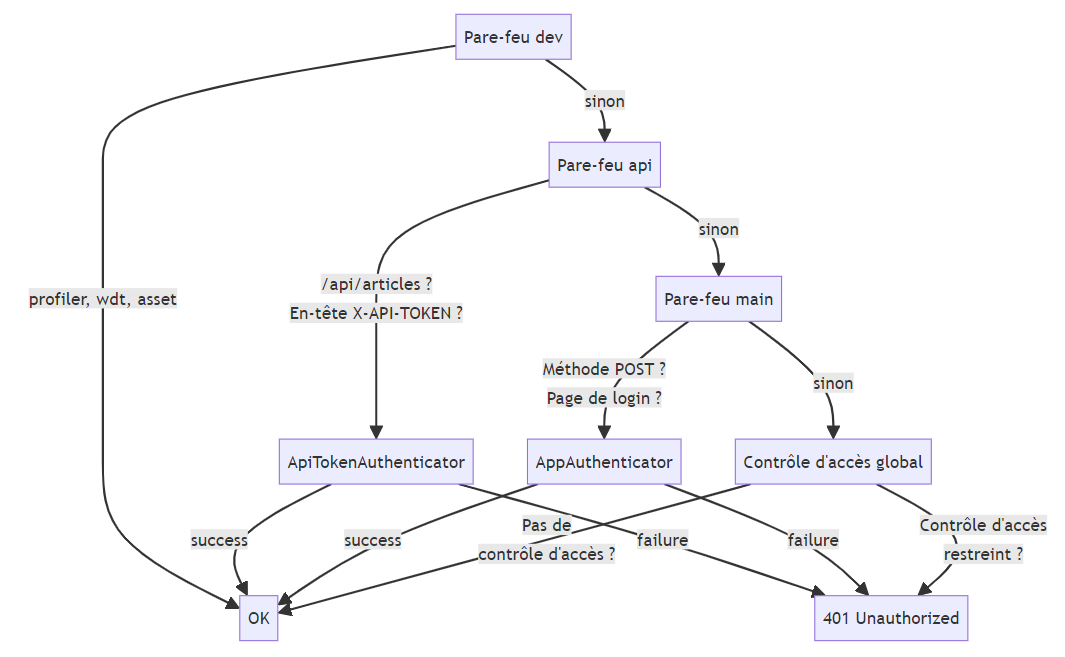 Pare-feu dev
sinon
Pare-feu api
sinon
/api/articles ?
En-tête X-API-TOKEN ?
profiler, wdt, asset
Pare-feu main
Méthode POST ?
Page de login ?
sinon
ApiTokenAuthenticator
AppAuthenticator
Contrôle d'accès global
success
success
Pas de
contrôle d'accès ?
failure
failure
Contrôle d'accès
restreint ?
OK
401 Unauthorized